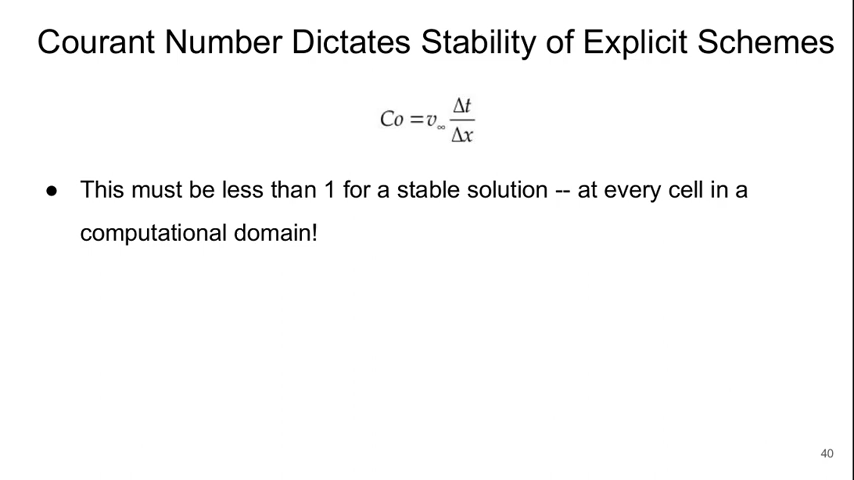 Courant Number Dictates Stability of Explicit Schemes
Co = v∞ Δt/Δx
● This must be less than 1 for a stable solution -- at every cell in a
computational domain!
40